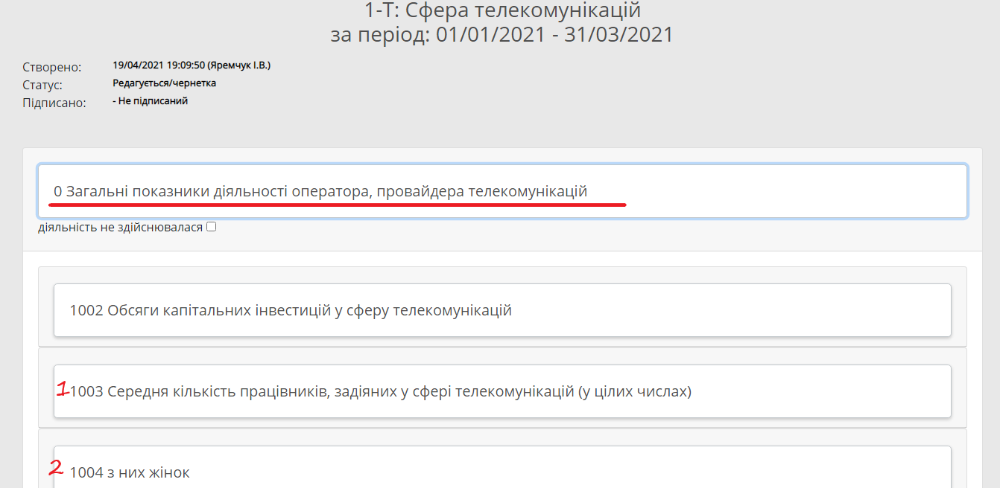 1-Т: Сфера телекомунікацій
за період: 01/01/2021 - 31/03/2021
Створено: 19/04/2021 19:09:50 (Яремчук І.В.)
Статус: Редагується/чернетка
Підписано: - Не підписаний
0 Загальні показники діяльності оператора, провайдера телекомунікацій
діяльність не здійснювалася
1002 Обсяги капітальних інвестицій у сферу телекомунікацій
1 1003 Середня кількість працівників, задіяних у сфері телекомунікацій (у цілих числах)
2 1004 з них жінок